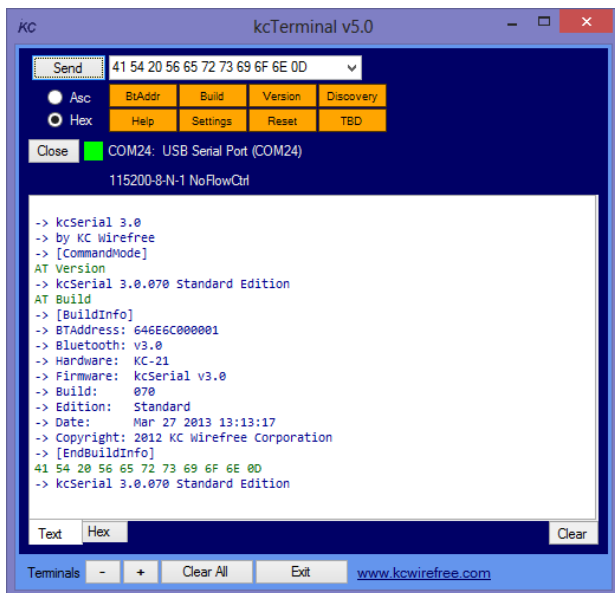 KC kcTerminal v5.0
Send 41 54 20 56 65 72 73 69 6F 6E 0D
Asc BtAddr Build Version Discovery
Hex Help Settings Reset TBD
Close COM24: USB Serial Port (COM24)
115200-8-N-1 NoFlowCtrl
-> kcSerial 3.0
-> by KC Wirefree
-> [CommandMode]
AT Version
-> kcSerial 3.0.070 Standard Edition
AT Build
-> [BuildInfo]
-> BTAddress: 646E6C000001
-> Bluetooth: v3.0
-> Hardware: KC-21
-> Firmware: kcSerial v3.0
-> Build: 070
-> Edition: Standard
-> Date: Mar 27 2013 13:13:17
-> Copyright: 2012 KC Wirefree Corporation
-> [EndBuildInfo]
41 54 20 56 65 72 73 69 6F 6E 0D
-> kcSerial 3.0.070 Standard Edition
Text Hex Clear
Terminals - + Clear All Exit www.kcwirefree.com